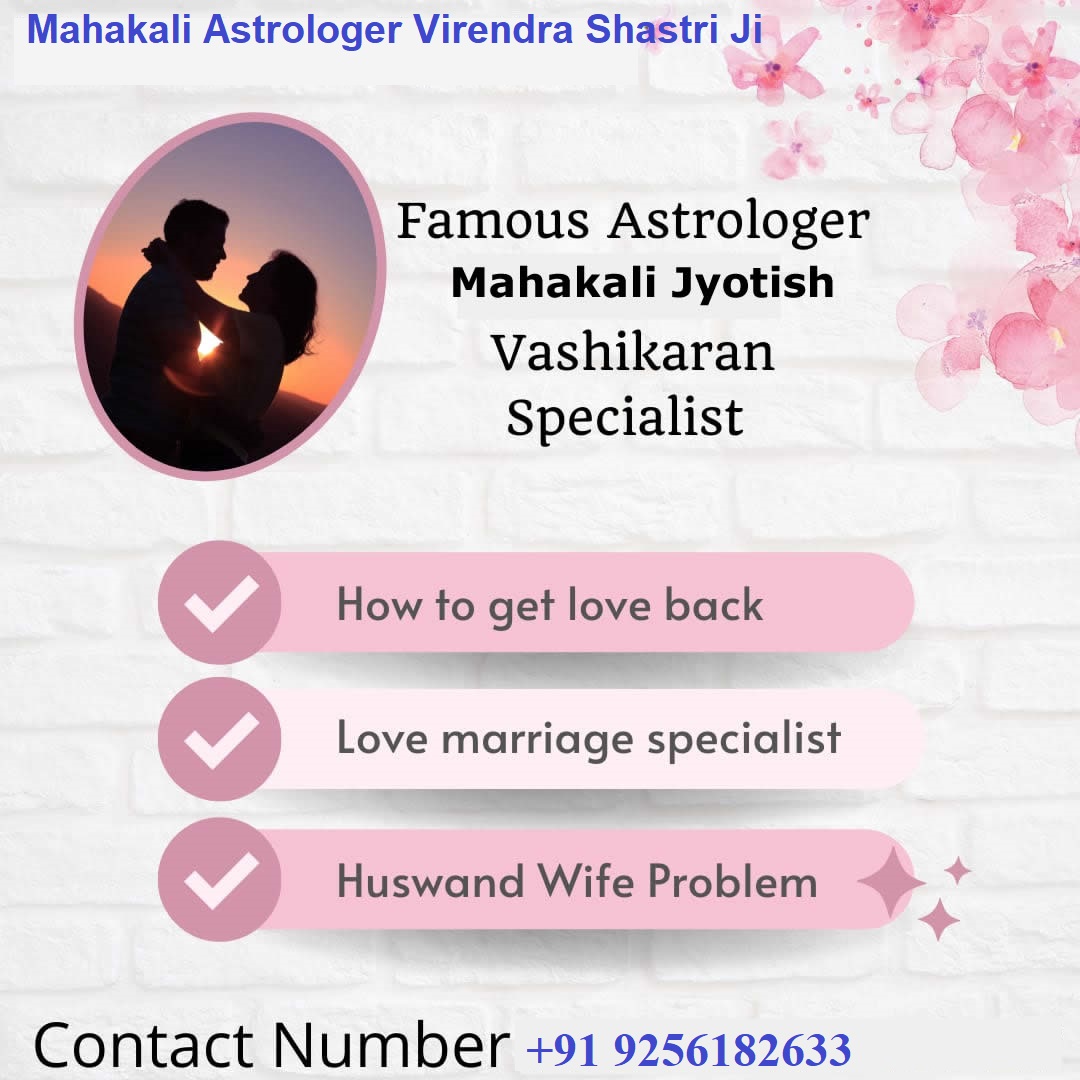 Mahakali Astrologer Virendra Shastri Ji
Famous Astrologer
Mahakali Jyotish
Vashikaran
Specialist
How to get love back
Love marriage specialist
Huswand Wife Problem
Contact Number +91 9256182633